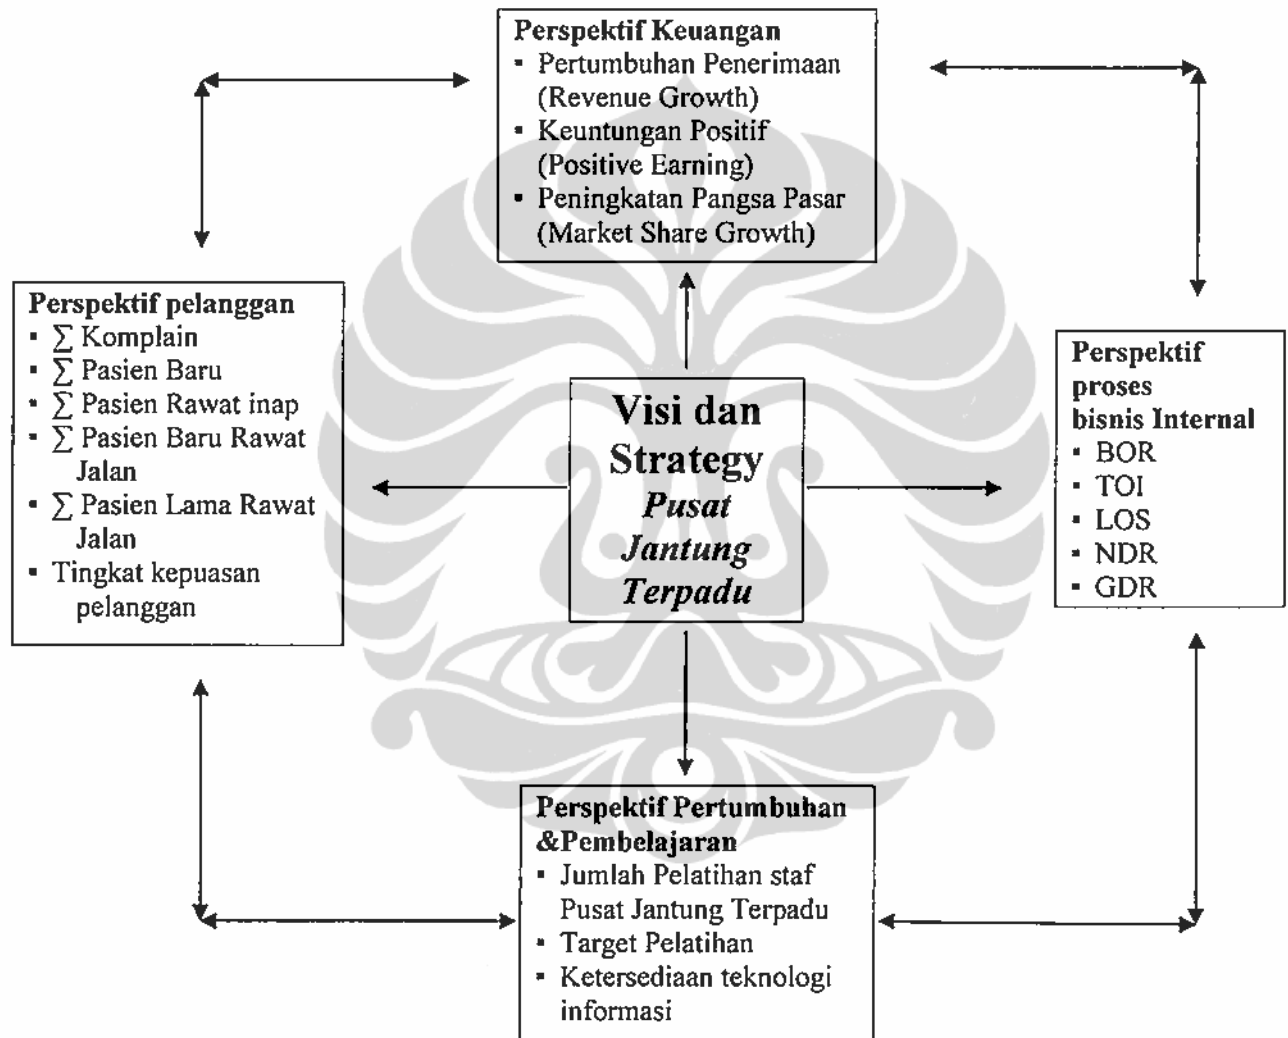 Perspektif Keuangan
▪ Pertumbuhan Penerimaan
(Revenue Growth)
▪ Keuntungan Positif
(Positive Earning)
▪ Peningkatan Pangsa Pasar
(Market Share Growth)
Perspektif pelanggan
▪ ∑ Komplain
▪ ∑ Pasien Baru
▪ ∑ Pasien Rawat inap
▪ ∑ Pasien Baru Rawat
Jalan
▪ ∑ Pasien Lama Rawat
Jalan
▪ Tingkat kepuasan
pelanggan
Visi dan
Strategy
Pusat
Jantung
Terpadu
Perspektif
proses
bisnis Internal
▪ BOR
▪ TOI
▪ LOS
▪ NDR
▪ GDR
Perspektif Pertumbuhan
&Pembelajaran
▪ Jumlah Pelatihan staf
Pusat Jantung Terpadu
▪ Target Pelatihan
▪ Ketersediaan teknologi
informasi